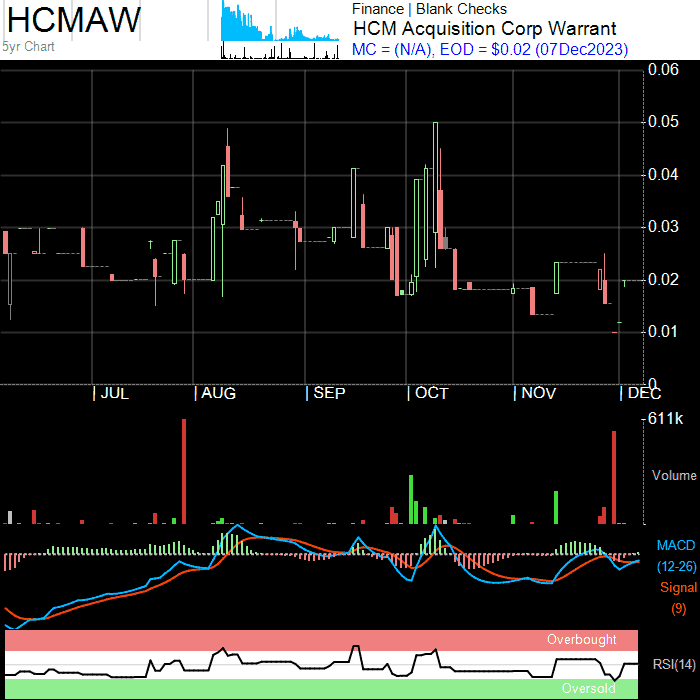 HCMAW
5yr Chart
Finance | Blank Checks
HCM Acquisition Corp Warrant
MC = (N/A), EOD = $0.02 (07Dec2023)
0.06
0.05
0.04
0.03
0.02
0.01
0
JUL
AUG
SEP
OCT
NOV
DEC
611k
Volume
MACD
(12-26)
Signal
(9)
Overbought
RSI(14)
Oversold